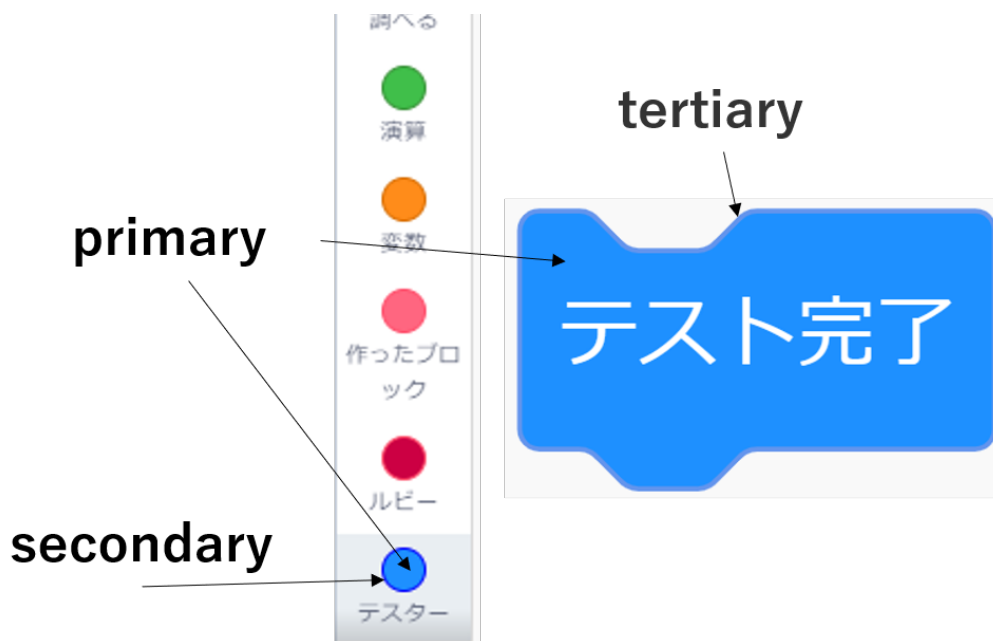 調べる
演算
変数
作ったブロ
ック
ルビー
テスター
primary
secondary
tertiary
テスト完了